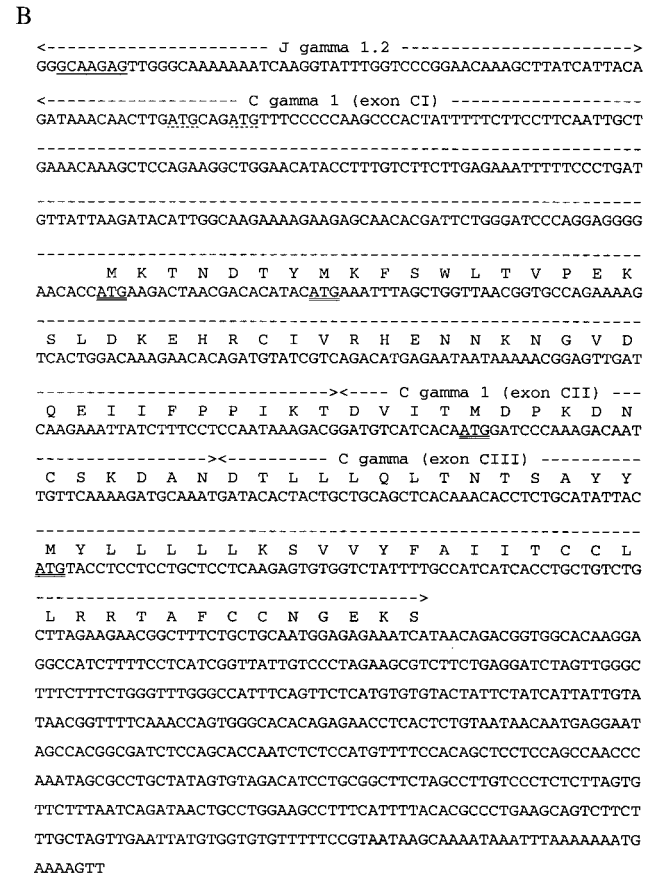 B
<--------------------- J gamma 1.2 --------------------->
GGGCAAGAGTTGGGCAAAAAAATCAAGGTATTTGGTCCCGGAACAAAGCTTATCATTACA
<------------------ C gamma 1 (exon CI) -----------------
GATAAACAACTTGATGCAGATGTTTCCCCCAAGCCCACTATTTTTCTTCCTTCAATTGCT
------------------------------------------------------------
GAAACAAAGCTCCAGAAGGCTGGAACATACCTTTGTCTTCTTGAGAAATTTTTCCCTGAT
------------------------------------------------------------
GTTATTAAGATACATTGGCAAGAAAAGAAGAGCAACACGATTCTGGGATCCCAGGAGGGG
------------------------------------------------------------
M K T N D T Y M K F S W L T V P E K
AACACCATGAAGACTAACGACACATACATGAAATTTAGCTGGTTAACGGTGCCAGAAAAG
------------------------------------------------------------
S L D K E H R C I V R H E N N K N G V D
TCACTGGACAAAGAACACAGATGTATCGTCAGACATGAGAATAATAAAAACGGAGTTGAT
----------------------------><---- C gamma 1 (exon CII) ---
Q E I I F P P I K T D V I T M D P K D N
CAAGAAATTATCTTTCCTCCAATAAAGACGGATGTCATCACAATGGATCCCAAAGACAAT
----------------><---------- C gamma (exon CIII) ----------
C S K D A N D T L L L Q L T N T S A Y Y
TGTTCAAAAGATGCAAATGATACACTACTGCTGCAGCTCACAAACACCTCTGCATATTAC
------------------------------------------------------------
M Y L L L L L K S V V Y F A I I T C C L
ATGTACCTCCTCCTGCTCCTCAAGAGTGTGGTCTATTTTGCCATCATCACCTGCTGTCTG
-------------------------------------->
L R R T A F C C N G E K S
CTTAGAAGAACGGCTTTCTGCTGCAATGGAGAGAAATCATAACAGACGGTGGCACAAGGA
GGCCATCTTTTCCTCATCGGTTATTGTCCCTAGAAGCGTCTTCTGAGGATCTAGTTGGGC
TTTCTTTCTGGGTTTGGGCCATTTCAGTTCTCATGTGTGTACTATTCTATCATTATTGTA
TAACGGTTTTCAAACCAGTGGGCACACAGAGAACCTCACTCTGTAATAACAATGAGGAAT
AGCCACGGCGATCTCCAGCACCAATCTCTCCATGTTTTCCACAGCTCCTCCAGCCAACCC
AAATAGCGCCTGCTATAGTGTAGACATCCTGCGGCTTCTAGCCTTGTCCCTCTCTTAGTG
TTCTTTAATCAGATAACTGCCTGGAAGCCTTTCATTTTACACGCCCTGAAGCAGTCTTCT
TTGCTAGTTGAATTATGTGGTGTGTTTTTCCGTAATAAGCAAAATAAATTTAAAAAAATG
AAAAGTT